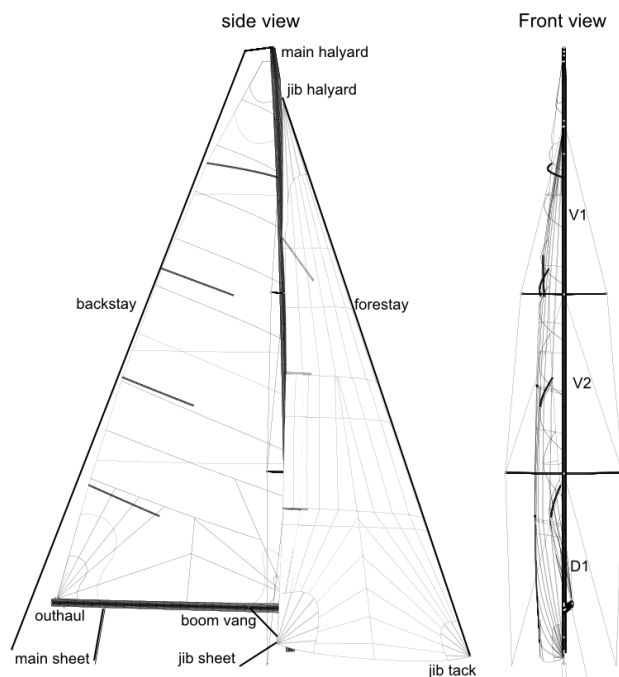 side view
Front view
main halyard
jib halyard
V1
backstay
forestay
V2
D1
outhaul
boom vang
main sheet
jib sheet
jib tack